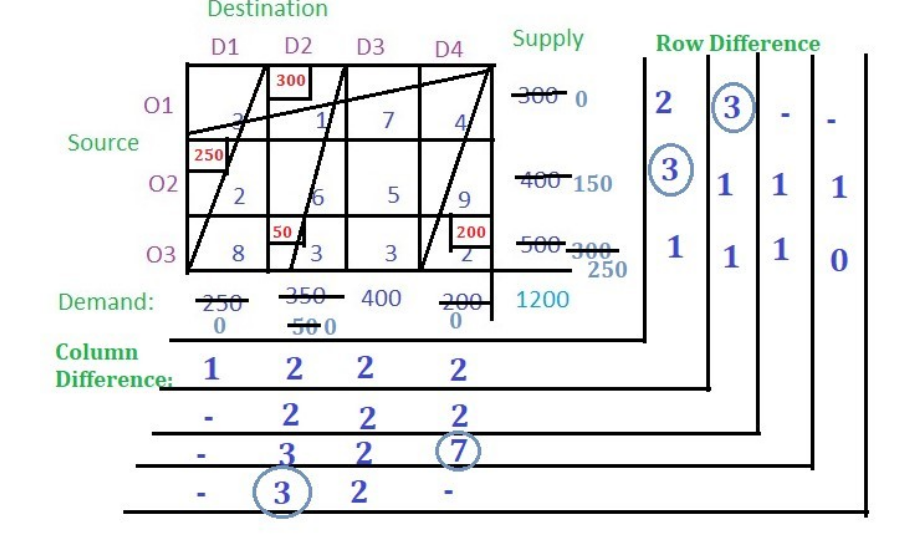 Destination
D1 D2 D3 D4 Supply Row Difference
300
O1 3 1 7 4 300 0 2 3 - -
Source
250
O2 2 6 5 9 400 150 3 1 1 1
50 200
O3 8 3 3 2 500 300 1 1 1 0
250
Demand: 250 350 400 200 1200
0 50 0 0
Column
Difference: 1 2 2 2
- 2 2 2
- 3 2 7
- 3 2 -